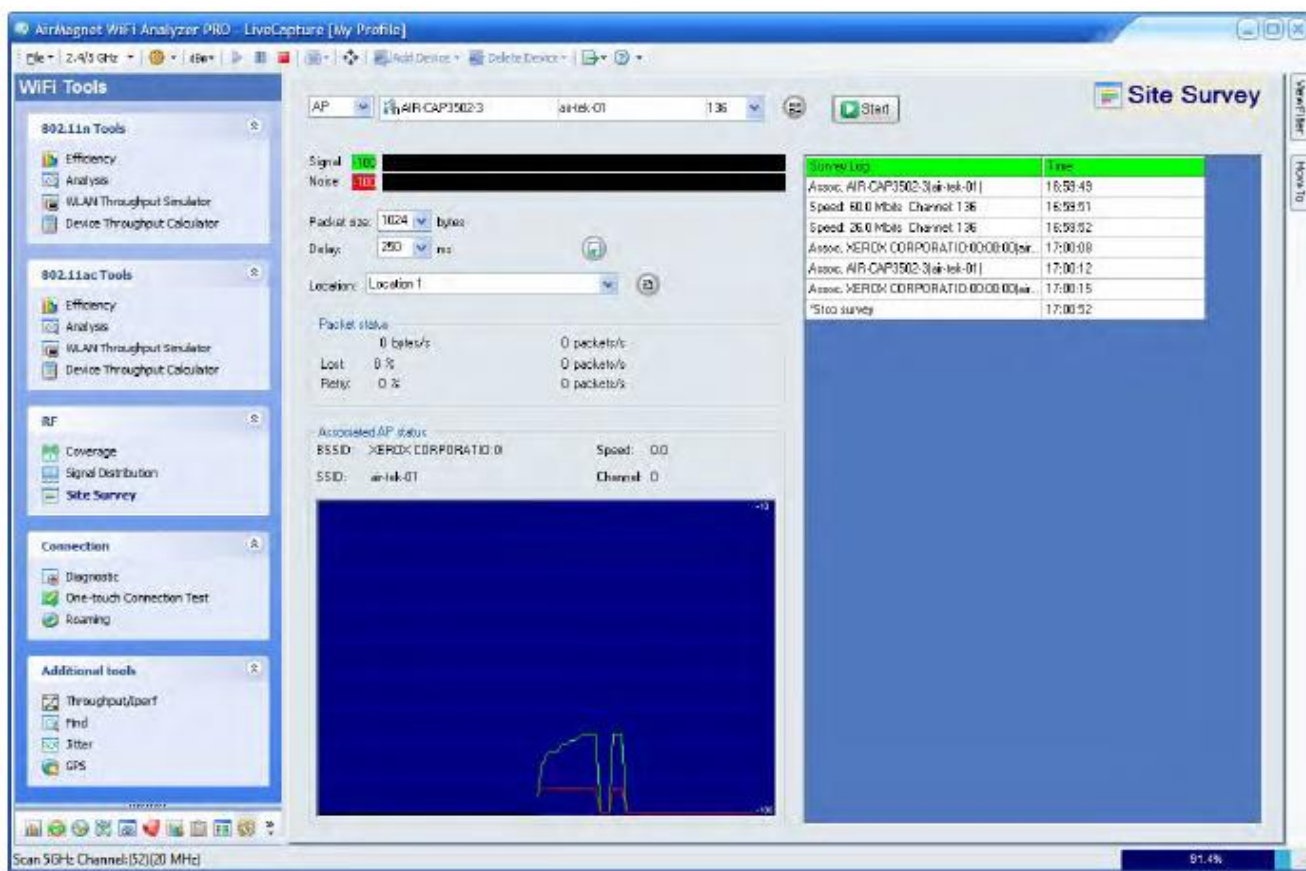 AirMagnet WiFi Analyzer PRO - LiveCapture [My Profile]
File 2.4/5 GHz dBm Add Device Delete Device
WiFi Tools
802.11n Tools
Efficiency
Analysis
WLAN Throughput Simulator
Device Throughput Calculator
802.11ac Tools
Efficiency
Analysis
WLAN Throughput Simulator
Device Throughput Calculator
RF
Coverage
Signal Distribution
Site Survey
Connection
Diagnostic
One-touch Connection Test
Roaming
Additional tools
Throughput/Iperf
Find
Jitter
GPS
AP AIR-CAP3502-3 air-tek-01 136 Start
Site Survey
Signal -100
Noise -100
Packet size: 1024 bytes
Delay: 250 ms
Location: Location 1
Packet status
0 bytes/s 0 packets/s
Lost 0 % 0 packets/s
Retry: 0 % 0 packets/s
Associated AP status
BSSID: XEROX CORPORATIO:0 Speed: 0.0
SSID: air-tek-01 Channel: 0
-10
-100
Survey Log Time
Assoc. AIR-CAP3502-3(air-tek-01) 16:59:49
Speed: 60.0 Mbits Channel: 136 16:59:51
Speed: 26.0 Mbits Channel: 136 16:59:52
Assoc. XEROX CORPORATIO:00:00:00(air... 17:00:09
Assoc. AIR-CAP3502-3(air-tek-01) 17:00:12
Assoc. XEROX CORPORATIO:00:00:00(air... 17:00:15
*Stop survey 17:00:52
View Filter
Move To
Scan 5GHz Channel:[52](20 MHz)
91.4%